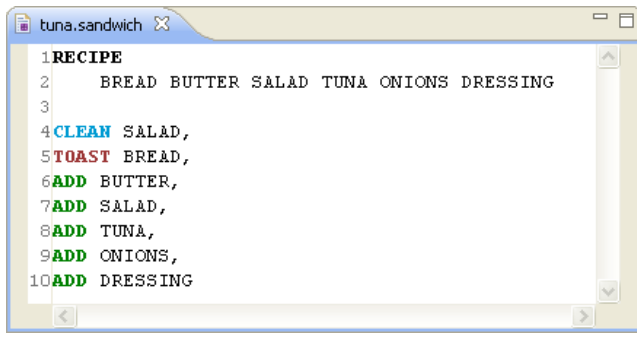 tuna.sandwich
1RECIPE
2 BREAD BUTTER SALAD TUNA ONIONS DRESSING
3
4CLEAN SALAD,
5TOAST BREAD,
6ADD BUTTER,
7ADD SALAD,
8ADD TUNA,
9ADD ONIONS,
10ADD DRESSING